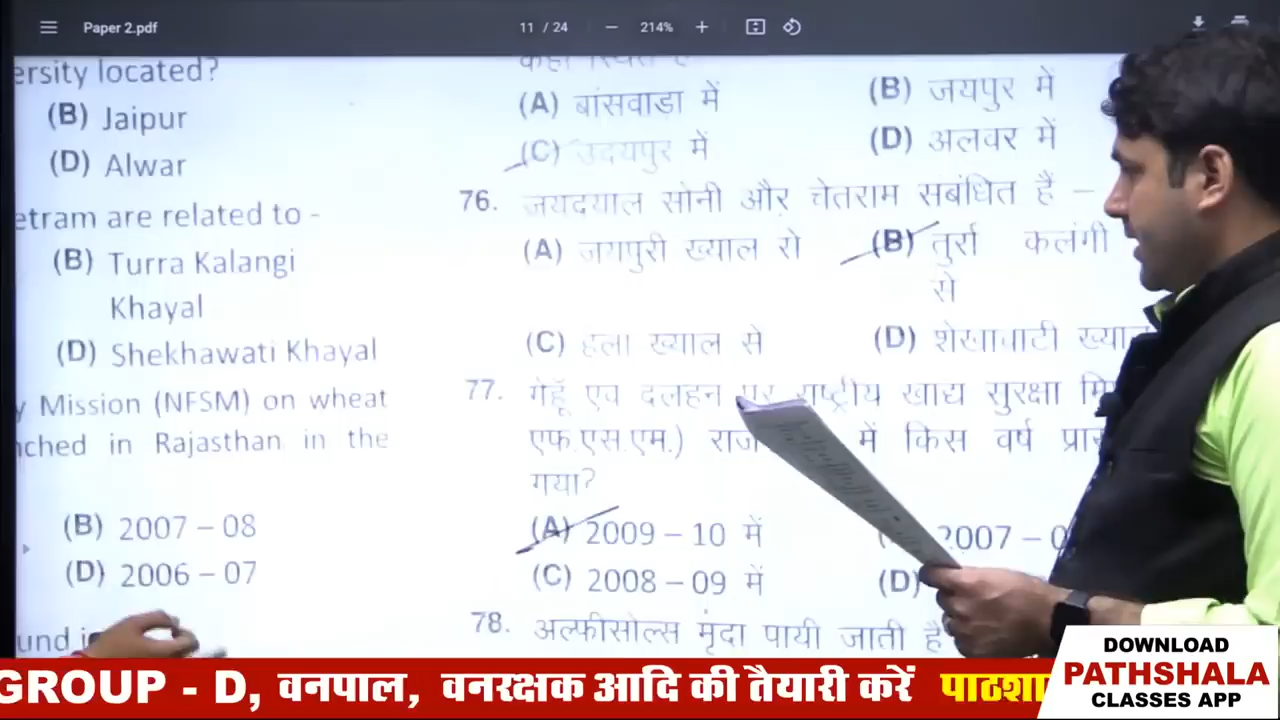 Paper 2.pdf
11 / 24
214%
ersity located?
(B) Jaipur
(D) Alwar
etram are related to -
(B) Turra Kalangi
Khayal
(D) Shekhawati Khayal
y Mission (NFSM) on wheat
nched in Rajasthan in the
(B) 2007 – 08
(D) 2006 – 07
und i
(A) बांसवाडा में
(B) जयपुर में
(C) उदयपुर में
(D) अलवर में
76. जयदयाल सोनी और चेतराम संबंधित हैं –
(A) जयपुरी ख्याल से
(B) तुर्रा कलंगी
से
(C) हेला ख्याल से
(D) शेखावाटी ख्याल
77. गेहूँ एवं दलहन पर राष्ट्रीय खाद्य सुरक्षा मि
एफ.एस.एम.) राज में किस वर्ष प्रा
गया?
(A) 2009 – 10 में
2007 – 0
(C) 2008 – 09 में
(D)
78. अल्फीसोल्स मृंदा पायी जाती है
GROUP - D, वनपाल, वनरक्षक आदि की तैयारी करें पाठशा
DOWNLOAD
PATHSHALA
CLASSES APP